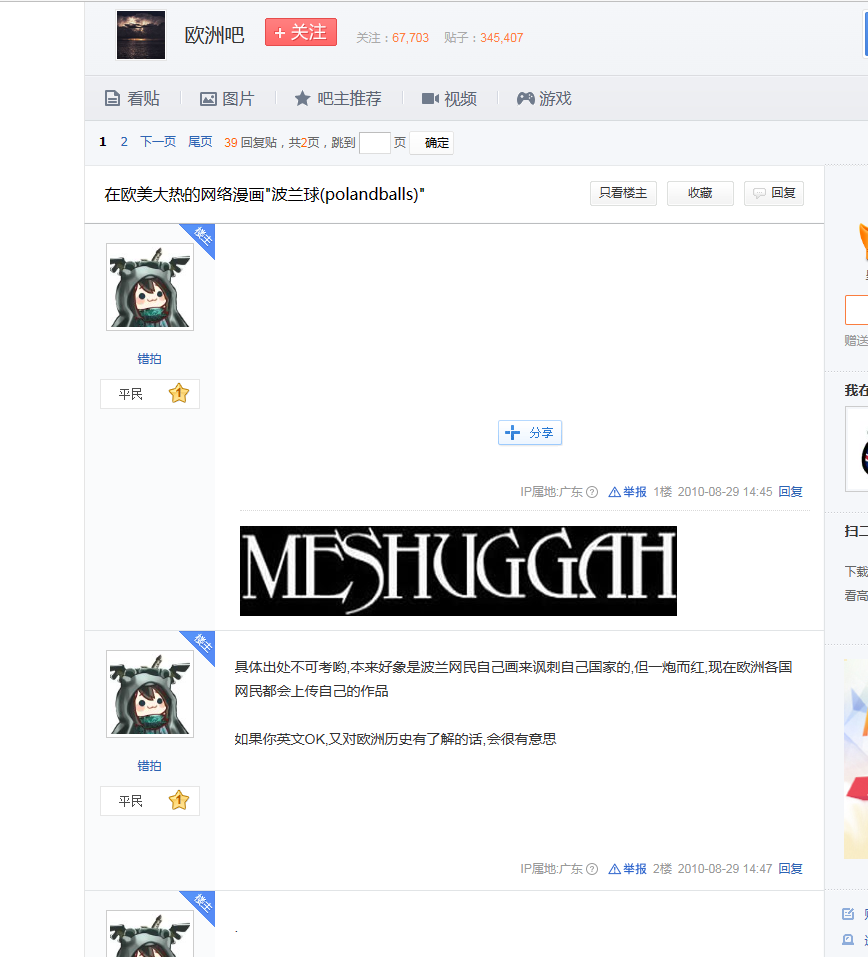 欧洲吧
+ 关注
关注：67,703 贴子：345,407
看贴 图片 吧主推荐 视频 游戏
1 2 下一页 尾页 39 回复贴，共2页，跳到 页 确定
在欧美大热的网络漫画"波兰球(polandballs)"
只看楼主 收藏 回复
楼主
错拍
平民 1
分享
IP属地:广东 举报 1楼 2010-08-29 14:45 回复
MESHUGGAH
楼主
具体出处不可考哟,本来好象是波兰网民自己画来讽刺自己国家的,但一炮而红,现在欧洲各国
网民都会上传自己的作品
如果你英文OK,又对欧洲历史有了解的话,会很有意思
错拍
平民 1
IP属地:广东 举报 2楼 2010-08-29 14:47 回复
楼主
.
赠送
我在
扫二
下载
看高